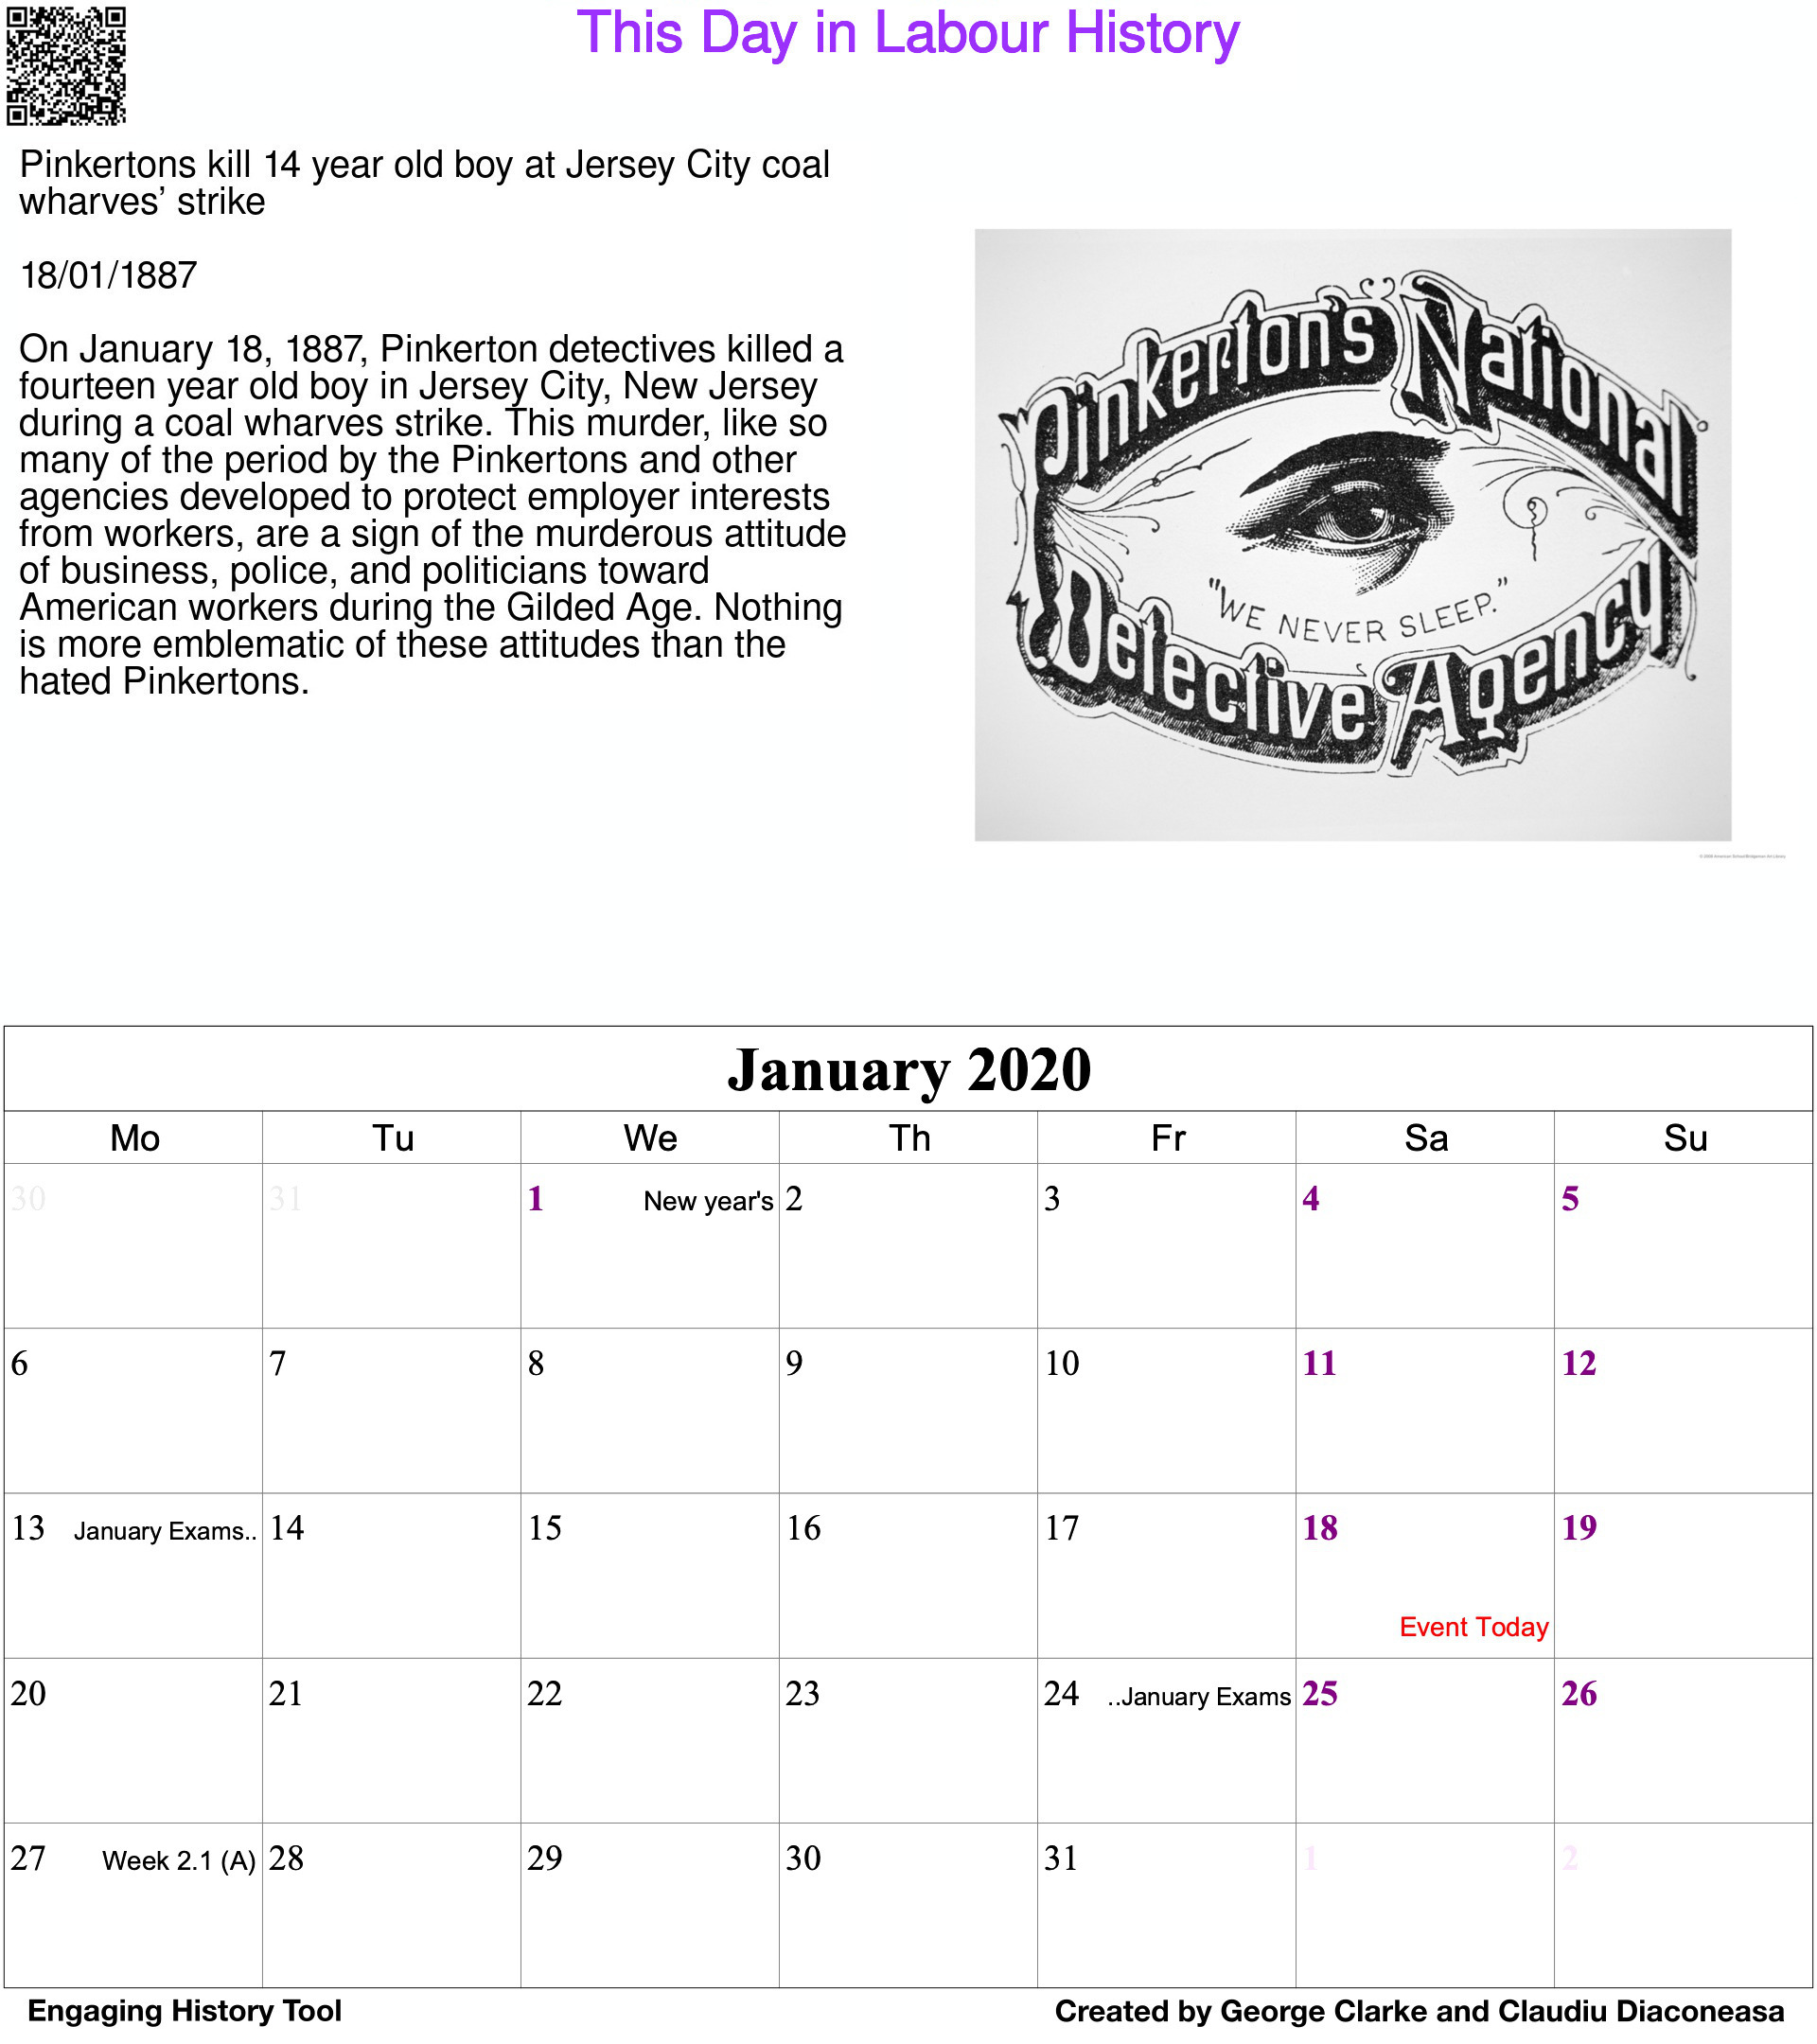 This Day in Labour History
Pinkertons kill 14 year old boy at Jersey City coal
wharves’ strike
18/01/1887
On January 18, 1887, Pinkerton detectives killed a
fourteen year old boy in Jersey City, New Jersey
during a coal wharves strike. This murder, like so
many of the period by the Pinkertons and other
agencies developed to protect employer interests
from workers, are a sign of the murderous attitude
of business, police, and politicians toward
American workers during the Gilded Age. Nothing
is more emblematic of these attitudes than the
hated Pinkertons.
Pinkerton's National
"WE NEVER SLEEP."
Detective Agency
January 2020
Mo Tu We Th Fr Sa Su
30 31 1 New year's 2 3 4 5
6 7 8 9 10 11 12
13 January Exams.. 14 15 16 17 18 19
Event Today
20 21 22 23 24 ..January Exams 25 26
27 Week 2.1 (A) 28 29 30 31 1 2
Engaging History Tool Created by George Clarke and Claudiu Diaconeasa